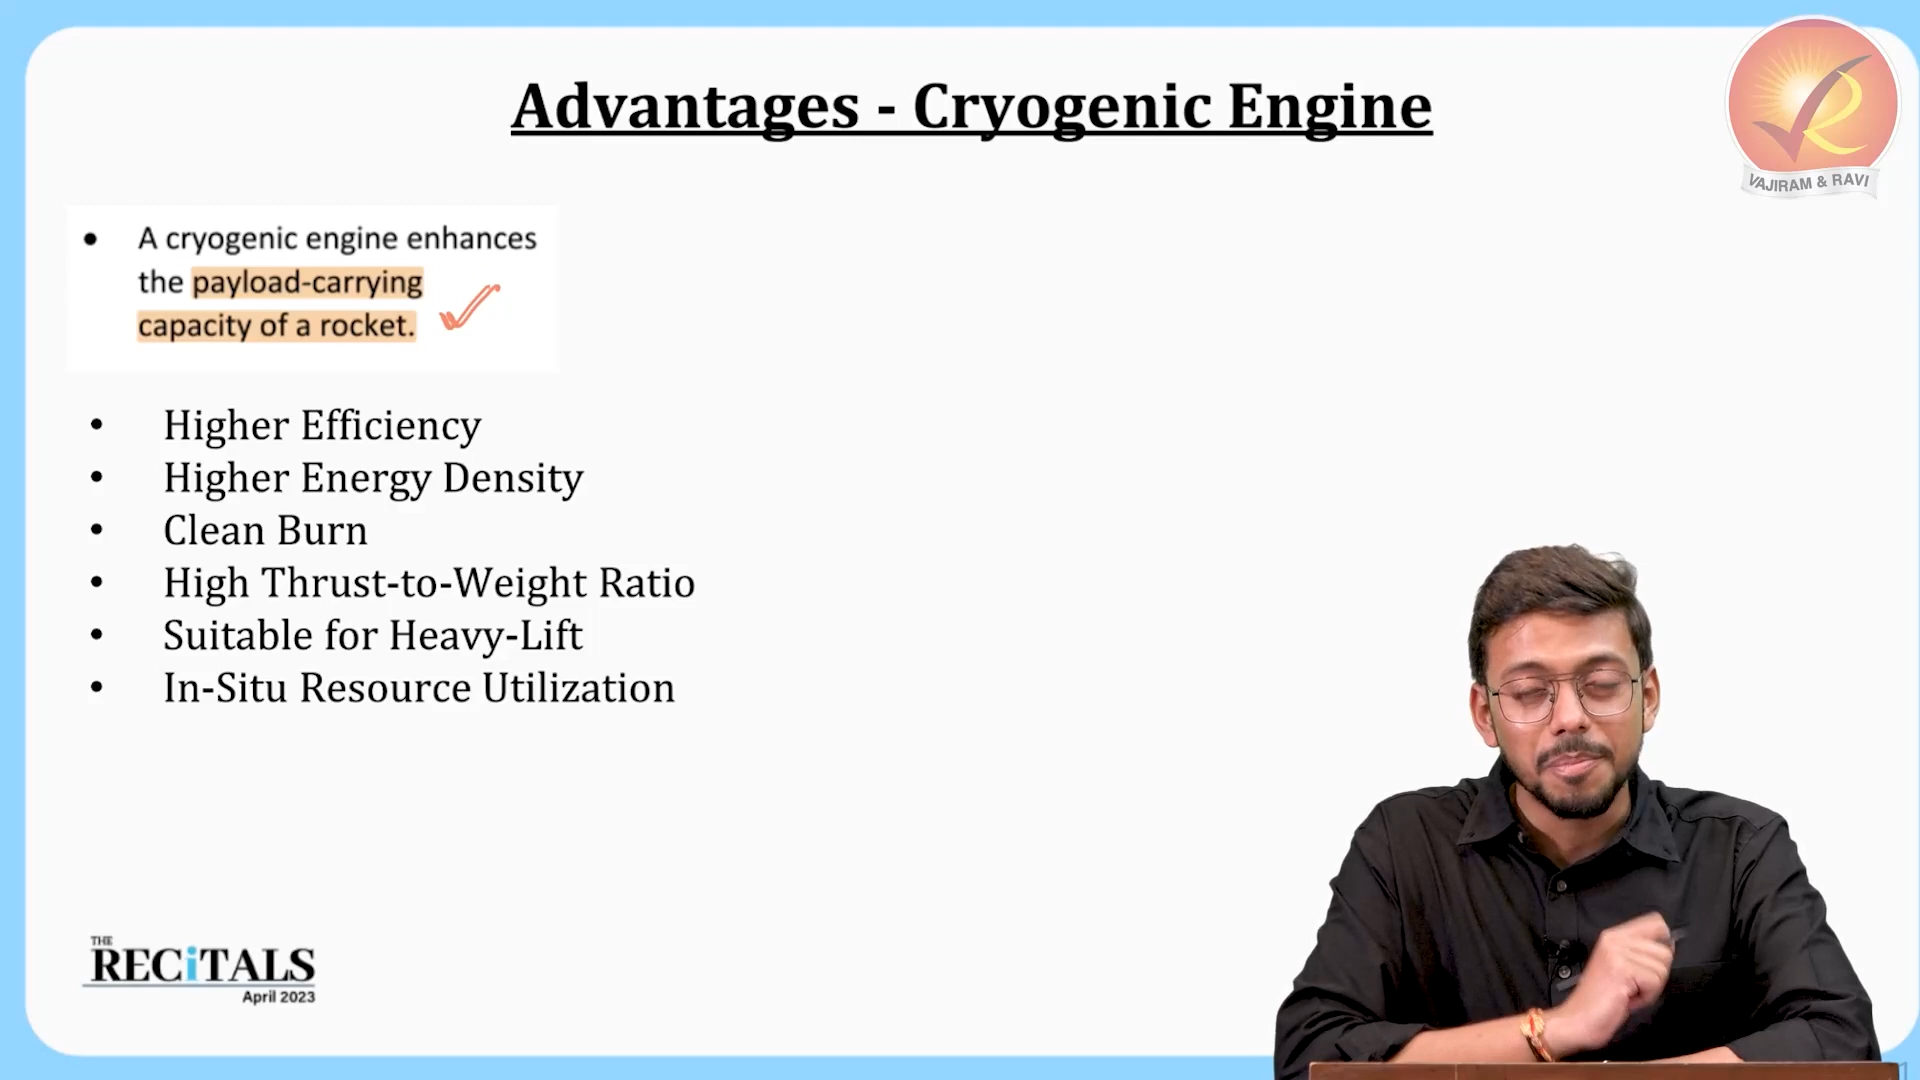 Advantages - Cryogenic Engine
VAJIRAM & RAVI
• A cryogenic engine enhances
the payload-carrying
capacity of a rocket.
• Higher Efficiency
• Higher Energy Density
• Clean Burn
• High Thrust-to-Weight Ratio
• Suitable for Heavy-Lift
• In-Situ Resource Utilization
THE
RECiTALS
April 2023